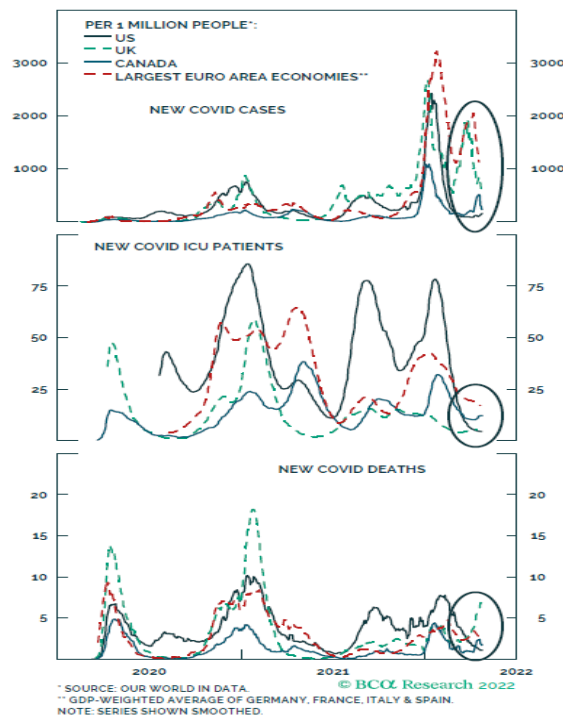 PER 1 MILLION PEOPLE*:
US
UK
CANADA
LARGEST EURO AREA ECONOMIES**
NEW COVID CASES
3000 3000
2000 2000
1000 1000
NEW COVID ICU PATIENTS
75 75
50 50
25 25
NEW COVID DEATHS
20 20
15 15
10 10
5 5
2020 2021 2022
© BCα Research 2022
* SOURCE: OUR WORLD IN DATA.
** GDP-WEIGHTED AVERAGE OF GERMANY, FRANCE, ITALY & SPAIN.
NOTE: SERIES SHOWN SMOOTHED.